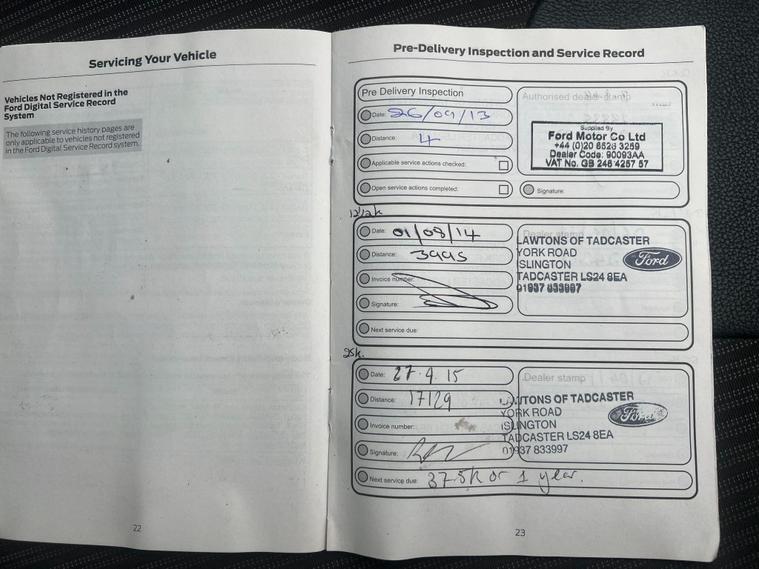 Servicing Your Vehicle
Vehicles Not Registered in the
Ford Digital Service Record
System
The following service history pages are
only applicable to vehicles not registered
in the Ford Digital Service Record system.
22
Pre-Delivery Inspection and Service Record
Pre Delivery Inspection
Date: 26/09/13
Distance: 4
Applicable service actions checked:
Open service actions completed:
Authorised dealer stamp
Supplied By
Ford Motor Co Ltd
+44 (0)20 8526 3259
Dealer Code: 90093AA
VAT No. GB 246 4257 57
Signature:
Date: 01/08/14
Distance: 3995
Invoice number:
Signature:
Next service due:
Dealer stamp
LAWTONS OF TADCASTER
YORK ROAD
ISLINGTON
TADCASTER LS24 8EA
01937 833997
Ford
25k.
Date: 27.4.15
Distance: 17129
Invoice number:
Signature:
Next service due: 37.5k or 1 year.
Dealer stamp
LAWTONS OF TADCASTER
YORK ROAD
ISLINGTON
TADCASTER LS24 8EA
01937 833997
Ford
23